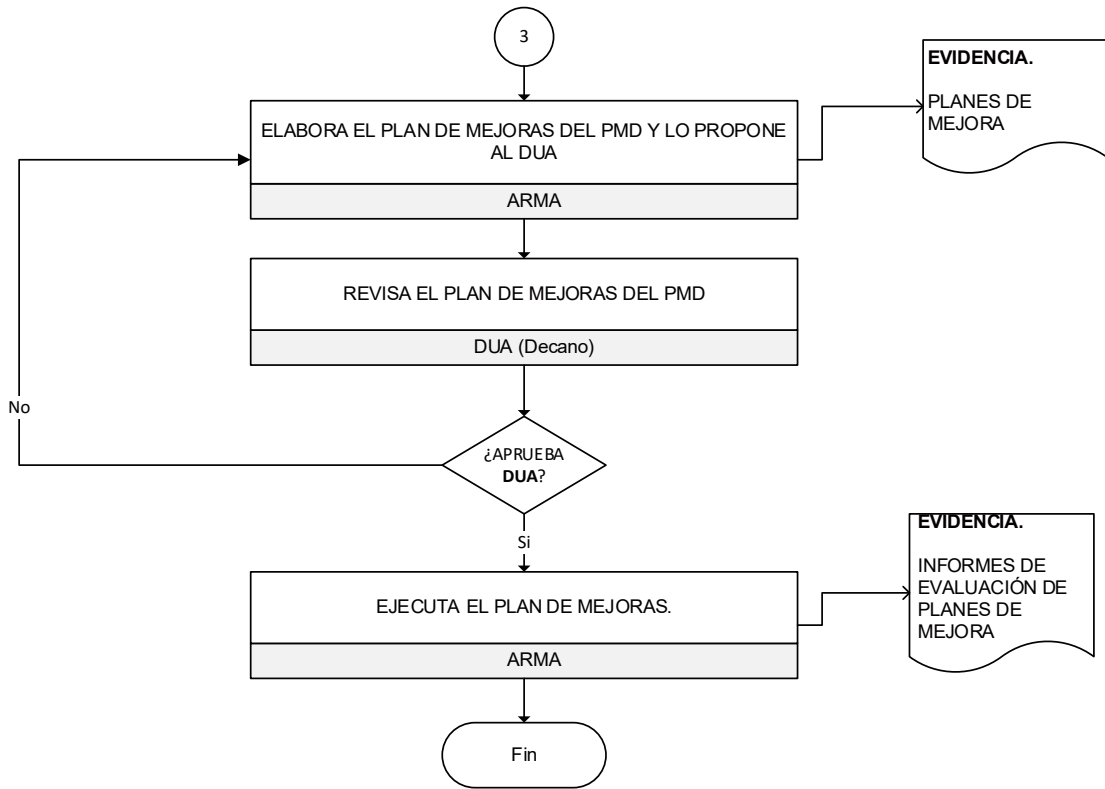 3
EVIDENCIA.
PLANES DE
MEJORA
ELABORA EL PLAN DE MEJORAS DEL PMD Y LO PROPONE
AL DUA
ARMA
REVISA EL PLAN DE MEJORAS DEL PMD
DUA (Decano)
No
¿APRUEBA
DUA?
Si
EVIDENCIA.
INFORMES DE
EVALUACIÓN DE
PLANES DE
MEJORA
EJECUTA EL PLAN DE MEJORAS.
ARMA
Fin